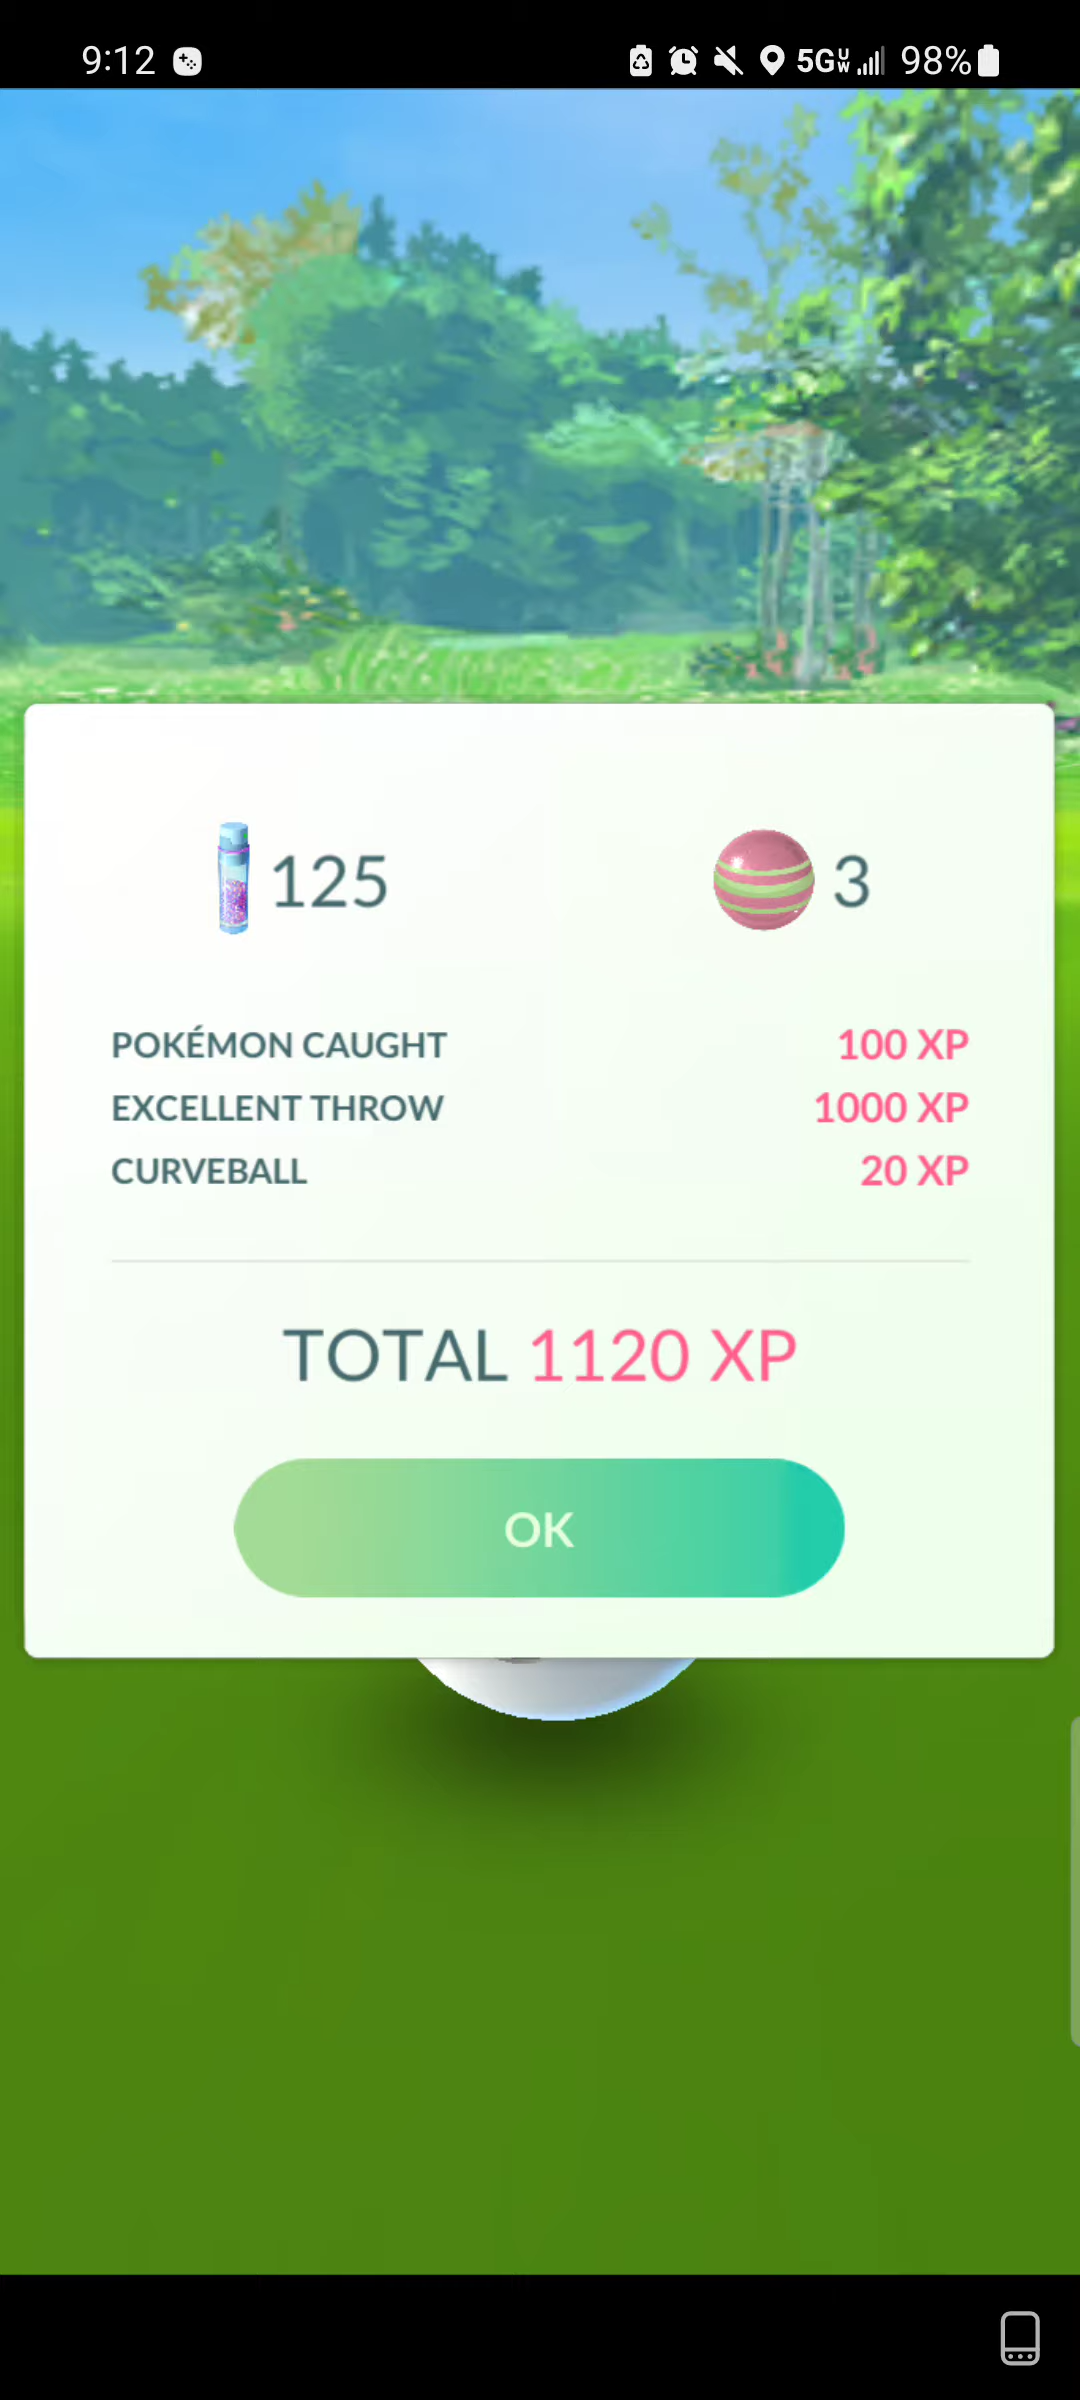 9:12 5G UW 98%
125 3
POKÉMON CAUGHT 100 XP
EXCELLENT THROW 1000 XP
CURVEBALL 20 XP
TOTAL 1120 XP
OK